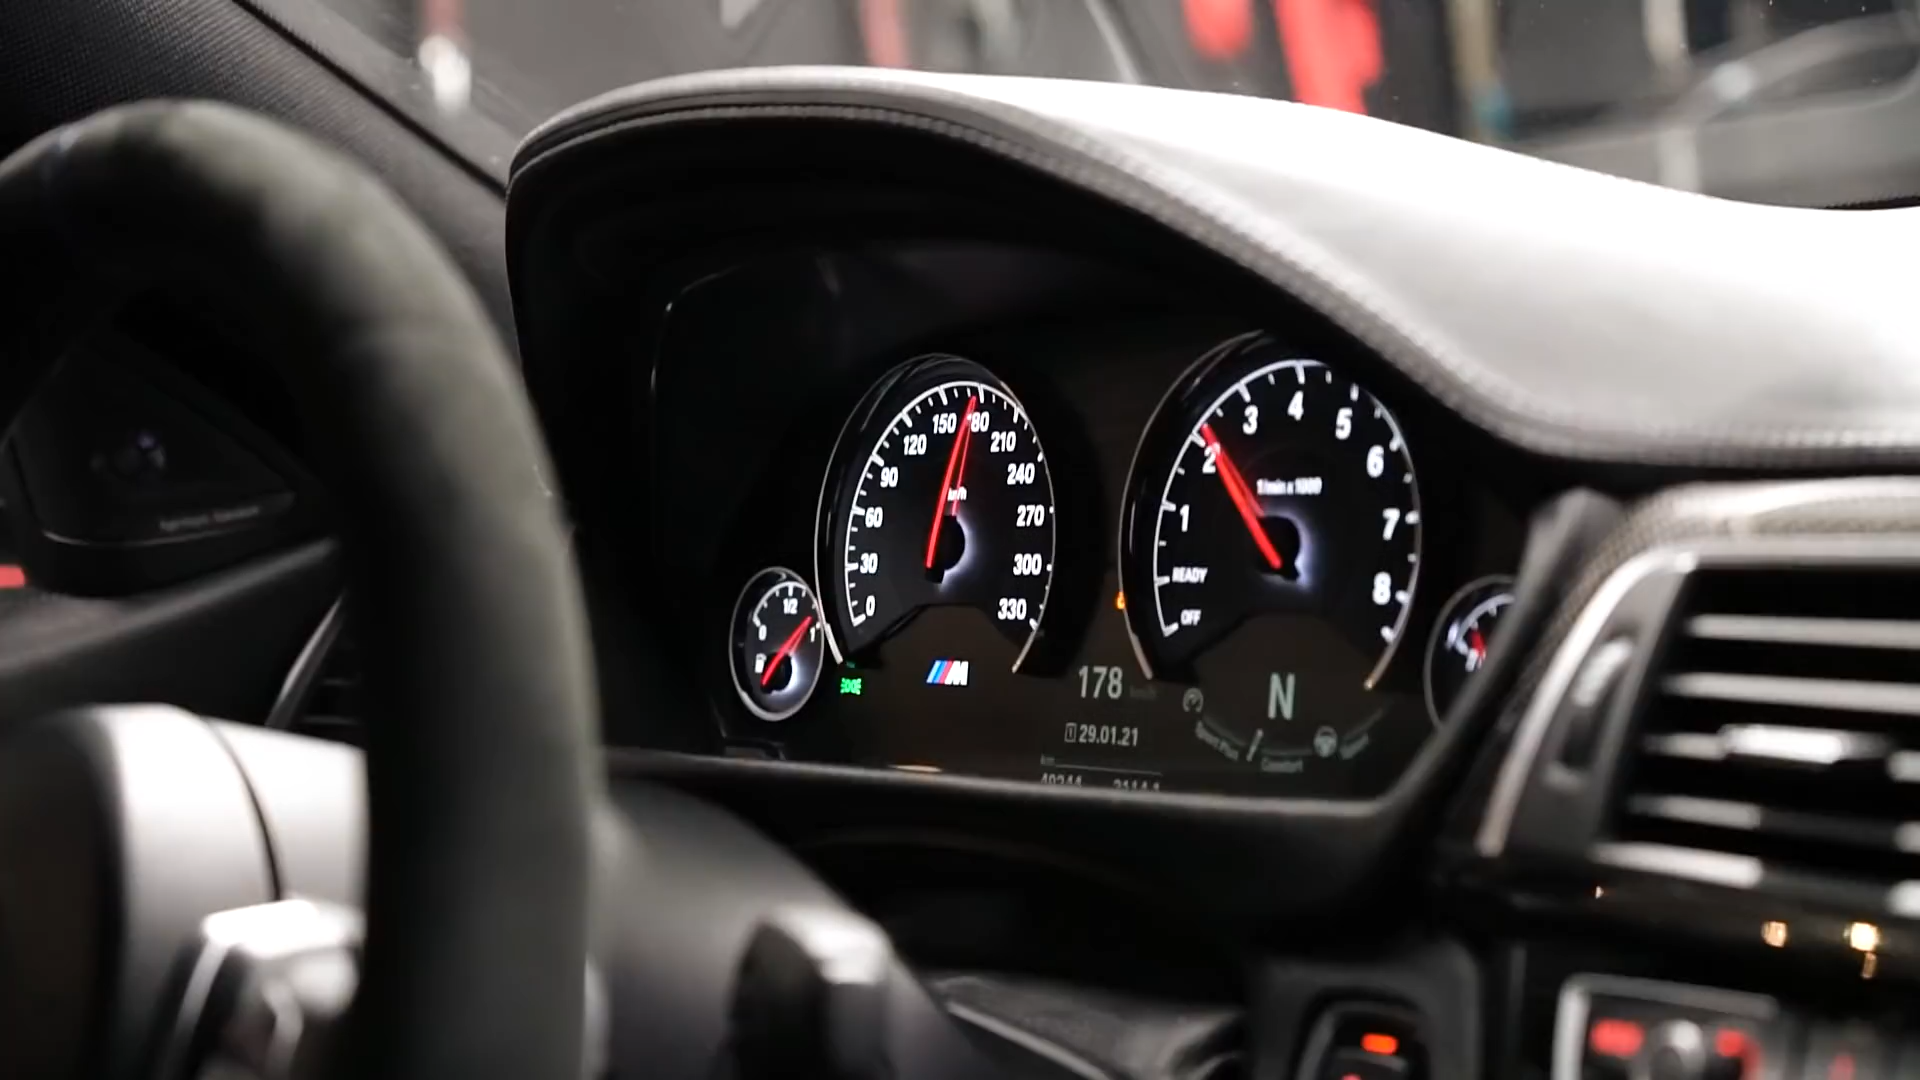 0
30
60
90
120
150
180
210
240
270
300
330
km/h
0
1/2
1
M
178 km/h
29.01.21
km
OFF
READY
1
2
3
4
5
6
7
8
1/min x 1000
N
Sport Plus
Comfort
Sport